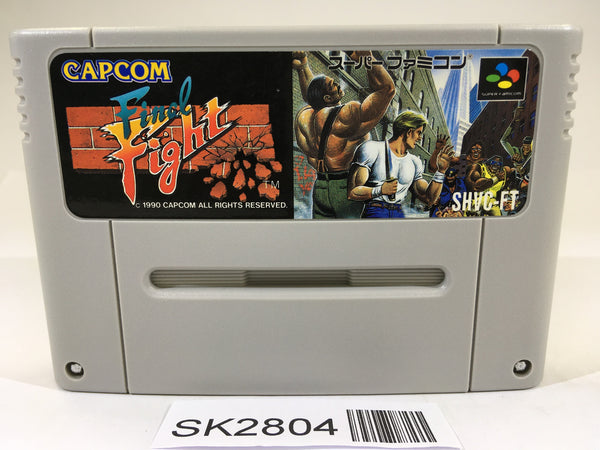 CAPCOM
Final
Fight
TM
© 1990 CAPCOM ALL RIGHTS RESERVED.
スーパーファミコン
SUPER FAMICOM
SHVC-FT
SK2804